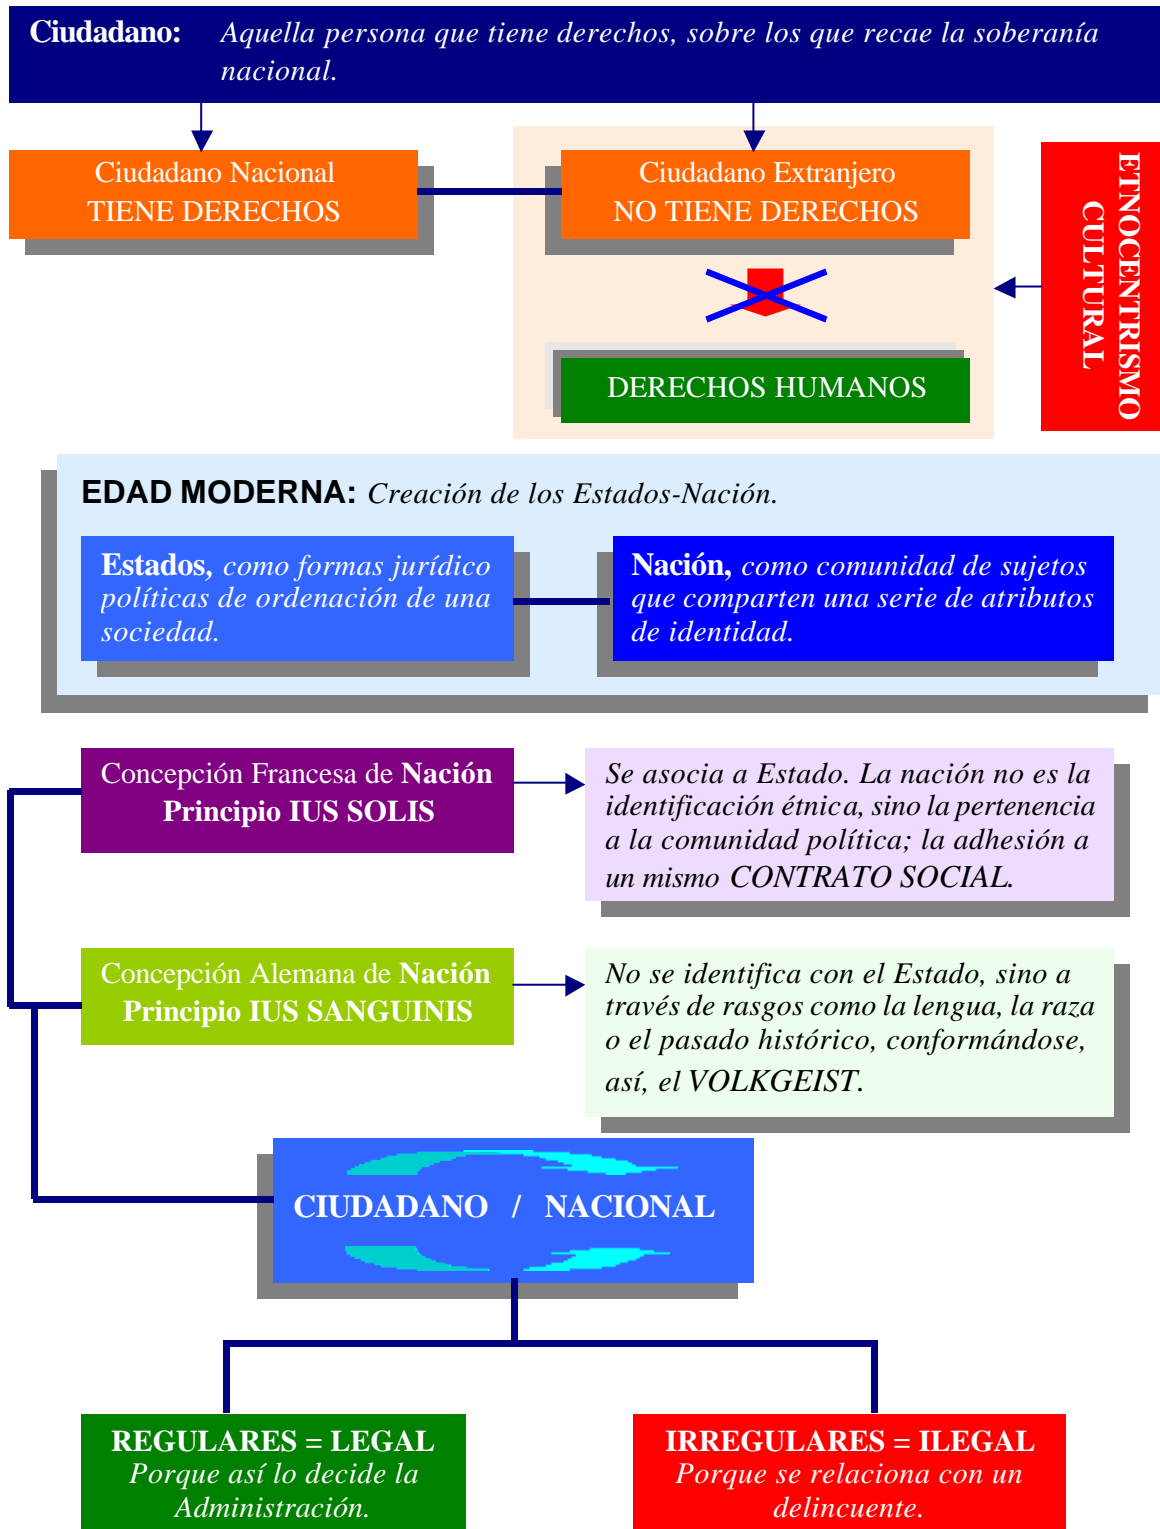 Ciudadano: Aquella persona que tiene derechos, sobre los que recae la soberanía
nacional.
Ciudadano Nacional
TIENE DERECHOS
Ciudadano Extranjero
NO TIENE DERECHOS
ETNOCENTRISMO
CULTURAL
DERECHOS HUMANOS
EDAD MODERNA: Creación de los Estados-Nación.
Estados, como formas jurídico
políticas de ordenación de una
sociedad.
Nación, como comunidad de sujetos
que comparten una serie de atributos
de identidad.
Concepción Francesa de Nación
Principio IUS SOLIS
Se asocia a Estado. La nación no es la
identificación étnica, sino la pertenencia
a la comunidad política; la adhesión a
un mismo CONTRATO SOCIAL.
Concepción Alemana de Nación
Principio IUS SANGUINIS
No se identifica con el Estado, sino a
través de rasgos como la lengua, la raza
o el pasado histórico, conformándose,
así, el VOLKGEIST.
CIUDADANO / NACIONAL
REGULARES = LEGAL
Porque así lo decide la
Administración.
IRREGULARES = ILEGAL
Porque se relaciona con un
delincuente.